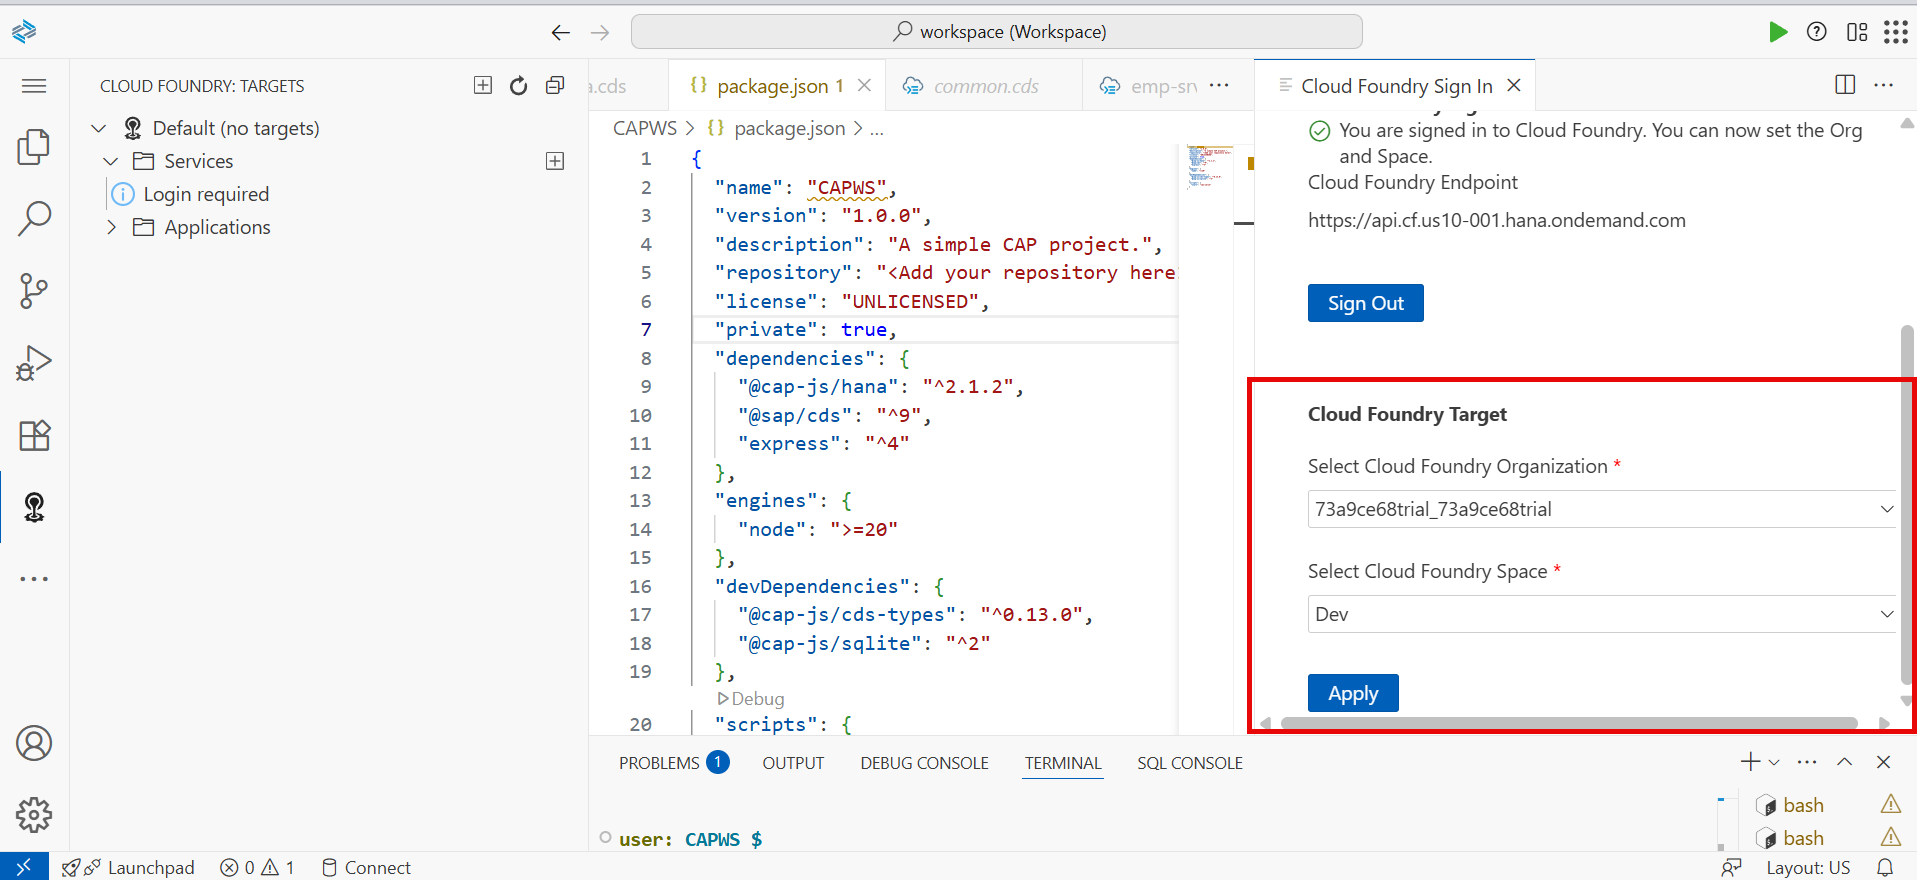 workspace (Workspace)
CLOUD FOUNDRY: TARGETS
Default (no targets)
Services
Login required
Applications
a.cds
{} package.json 1
common.cds
emp-srv
Cloud Foundry Sign In
CAPWS > {} package.json > ...
1 {
2 "name": "CAPWS",
3 "version": "1.0.0",
4 "description": "A simple CAP project.",
5 "repository": "<Add your repository here
6 "license": "UNLICENSED",
7 "private": true,
8 "dependencies": {
9 "@cap-js/hana": "^2.1.2",
10 "@sap/cds": "^9",
11 "express": "^4"
12 },
13 "engines": {
14 "node": ">=20"
15 },
16 "devDependencies": {
17 "@cap-js/cds-types": "^0.13.0",
18 "@cap-js/sqlite": "^2"
19 },
Debug
20 "scripts": {
You are signed in to Cloud Foundry. You can now set the Org
and Space.
Cloud Foundry Endpoint
https://api.cf.us10-001.hana.ondemand.com
Sign Out
Cloud Foundry Target
Select Cloud Foundry Organization *
73a9ce68trial_73a9ce68trial
Select Cloud Foundry Space *
Dev
Apply
PROBLEMS 1 OUTPUT DEBUG CONSOLE TERMINAL SQL CONSOLE
user: CAPWS $
bash
bash
Launchpad 0 1 Connect Layout: US